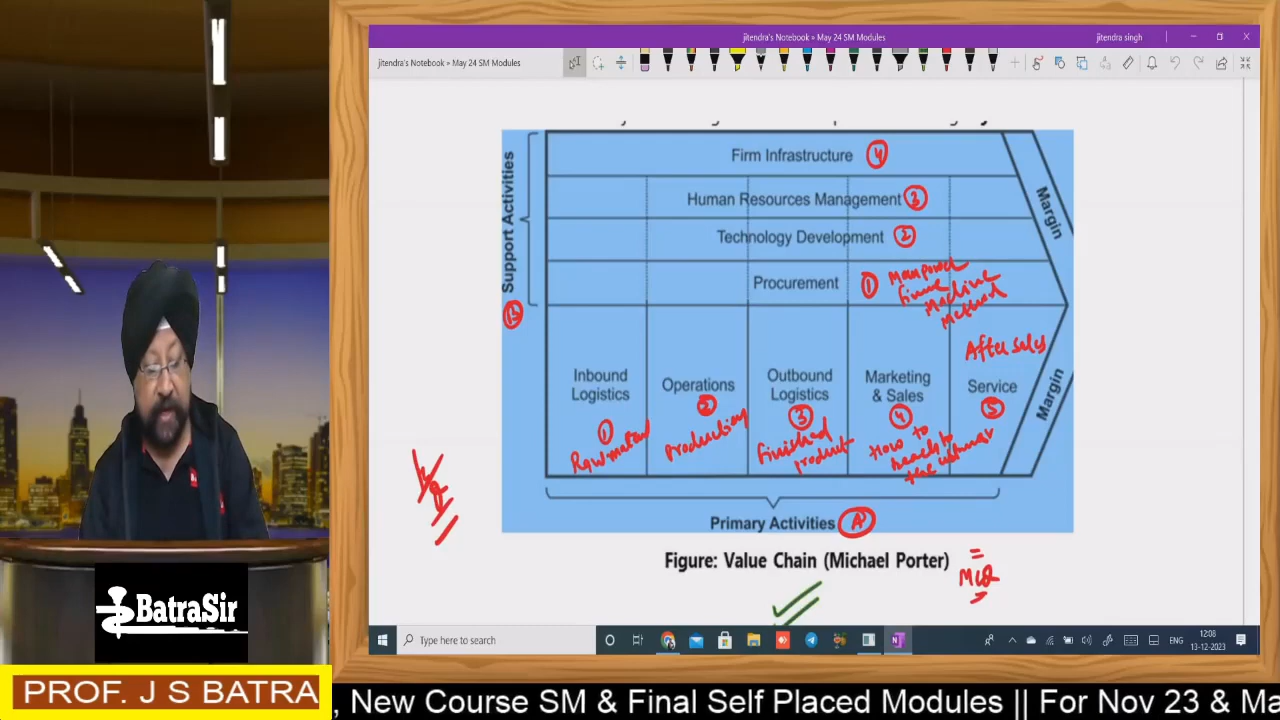 jitendra's Notebook » May 24 SM Modules
jitendra singh
jitendra's Notebook » May 24 SM Modules
Firm Infrastructure 4
Human Resources Management 3
Technology Development 2
Procurement 1
Manpower
Finance
Machine
Method
Support Activities
B
Margin
Margin
After sales
Inbound
Logistics
1
Raw
Operations
2
Production
Outbound
Logistics
3
Finished
product
Marketing
& Sales
4
How to
reach to
the
Service
5
Primary Activities A
Figure: Value Chain (Michael Porter)
MCQ
BatraSir
Type here to search
ENG
12:08
13-12-2023
PROF. J S BATRA
, New Course SM & Final Self Placed Modules || For Nov 23 & Ma